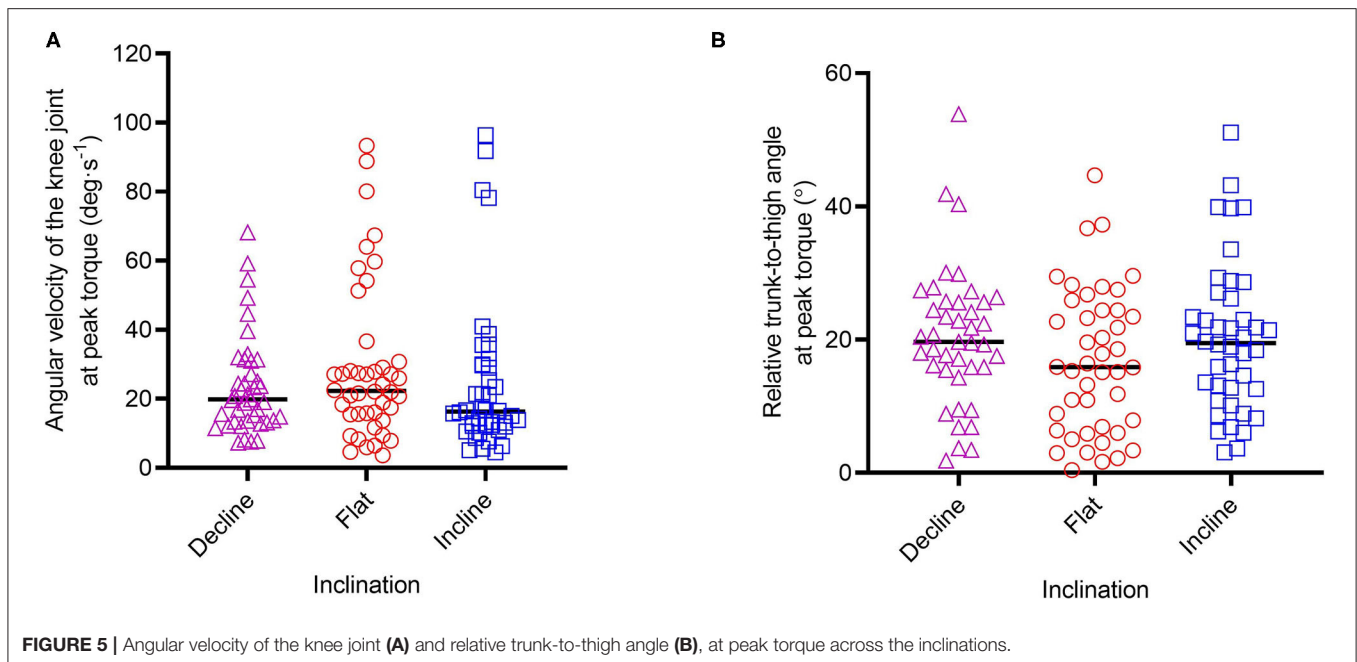 A
Angular velocity of the knee joint
at peak torque (deg·s⁻¹)
120
100
80
60
40
20
0
Decline
Flat
Incline
Inclination
B
Relative trunk-to-thigh angle
at peak torque (°)
60
40
20
0
Decline
Flat
Incline
Inclination
FIGURE 5 | Angular velocity of the knee joint (A) and relative trunk-to-thigh angle (B), at peak torque across the inclinations.